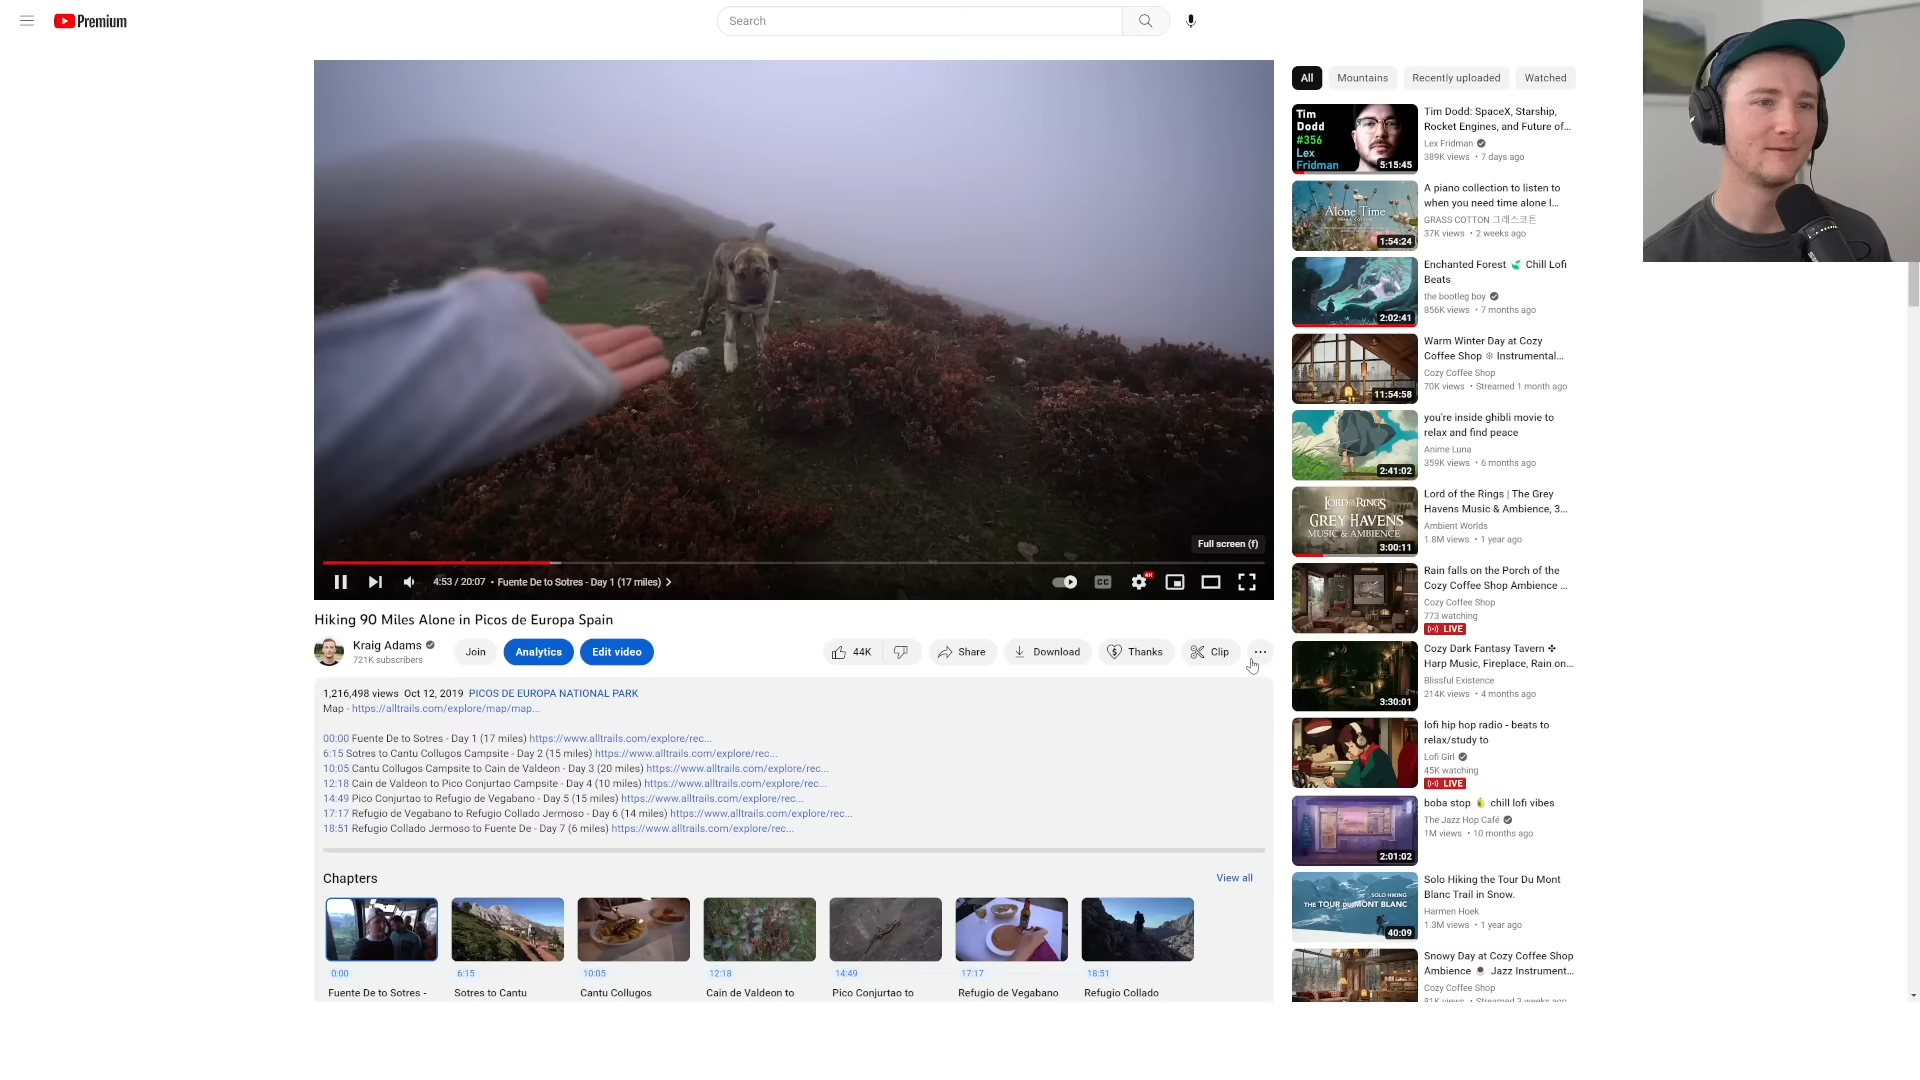 Premium
Search
All
Mountains
Recently uploaded
Watched
Tim
Dodd
#356
Lex
Fridman
5:15:45
Tim Dodd: SpaceX, Starship,
Rocket Engines, and Future of...
Lex Fridman
389K views • 7 days ago
Alone Time
1:54:24
A piano collection to listen to
when you need time alone l...
GRASS COTTON 그래스코튼
37K views • 2 weeks ago
2:02:41
Enchanted Forest Chill Lofi
Beats
the bootleg boy
856K views • 7 months ago
11:54:58
Warm Winter Day at Cozy
Coffee Shop ❄ Instrumental...
Cozy Coffee Shop
70K views • Streamed 1 month ago
2:41:02
you're inside ghibli movie to
relax and find peace
Anime Luna
359K views • 6 months ago
LORD OF THE RINGS
GREY HAVENS
MUSIC & AMBIENCE
3:00:11
Lord of the Rings | The Grey
Havens Music & Ambience, 3...
Ambient Worlds
1.8M views • 1 year ago
Rain falls on the Porch of the
Cozy Coffee Shop Ambience ...
Cozy Coffee Shop
773 watching
LIVE
3:30:01
Cozy Dark Fantasy Tavern ✤
Harp Music, Fireplace, Rain on...
Blissful Existence
214K views • 4 months ago
lofi hip hop radio - beats to
relax/study to
Lofi Girl
45K watching
LIVE
2:01:02
boba stop chill lofi vibes
The Jazz Hop Café
1M views • 10 months ago
SOLO HIKING
THE TOUR DU MONT BLANC
40:09
Solo Hiking the Tour Du Mont
Blanc Trail in Snow.
Harmen Hoek
1.3M views • 1 year ago
Snowy Day at Cozy Coffee Shop
Ambience Jazz Instrument...
Cozy Coffee Shop
81K views • Streamed 3 weeks ago
Full screen (f)
4:53 / 20:07 • Fuente De to Sotres - Day 1 (17 miles)
CC
4K
Hiking 90 Miles Alone in Picos de Europa Spain
Kraig Adams
721K subscribers
Join
Analytics
Edit video
44K
Share
Download
Thanks
Clip
1,216,498 views Oct 12, 2019 PICOS DE EUROPA NATIONAL PARK
Map - https://alltrails.com/explore/map/map...
00:00 Fuente De to Sotres - Day 1 (17 miles) https://www.alltrails.com/explore/rec...
6:15 Sotres to Cantu Collugos Campsite - Day 2 (15 miles) https://www.alltrails.com/explore/rec...
10:05 Cantu Collugos Campsite to Cain de Valdeon - Day 3 (20 miles) https://www.alltrails.com/explore/rec...
12:18 Cain de Valdeon to Pico Conjurtao Campsite - Day 4 (10 miles) https://www.alltrails.com/explore/rec...
14:49 Pico Conjurtao to Refugio de Vegabano - Day 5 (15 miles) https://www.alltrails.com/explore/rec...
17:17 Refugio de Vegabano to Refugio Collado Jermoso - Day 6 (14 miles) https://www.alltrails.com/explore/rec...
18:51 Refugio Collado Jermoso to Fuente De - Day 7 (6 miles) https://www.alltrails.com/explore/rec...
Chapters
View all
0:00
6:15
10:05
12:18
14:49
17:17
18:51
Fuente De to Sotres -
Sotres to Cantu
Cantu Collugos
Cain de Valdeon to
Pico Conjurtao to
Refugio de Vegabano
Refugio Collado